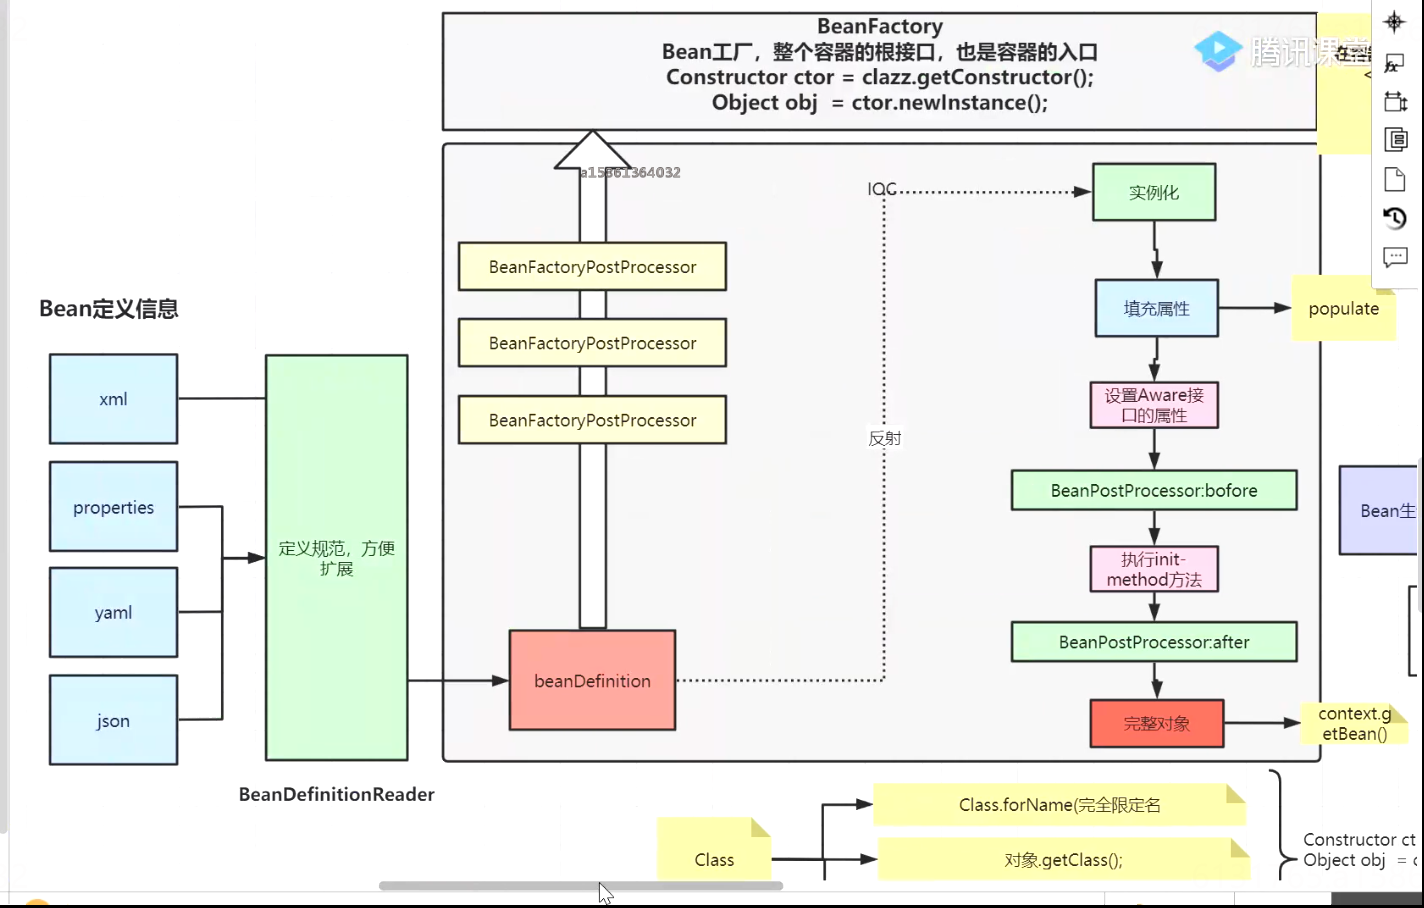 BeanFactory
Bean工厂，整个容器的根接口，也是容器的入口
Constructor ctor = clazz.getConstructor();
Object obj = ctor.newInstance();
腾讯课堂
a15561364032
BeanFactoryPostProcessor
BeanFactoryPostProcessor
BeanFactoryPostProcessor
Bean定义信息
xml
properties
yaml
json
定义规范，方便
扩展
BeanDefinitionReader
beanDefinition
IOC
反射
实例化
填充属性
populate
设置Aware接
口的属性
BeanPostProcessor:bofore
执行init-
method方法
BeanPostProcessor:after
完整对象
context.g
etBean()
Bean生
Class
Class.forName(完全限定名
对象.getClass();
Constructor ct
Object obj =